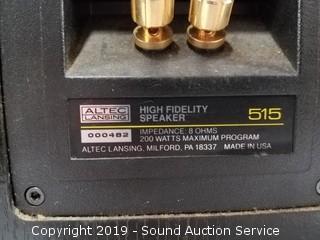 ALTEC
LANSING
HIGH FIDELITY
SPEAKER
515
000482
IMPEDANCE: 8 OHMS
200 WATTS MAXIMUM PROGRAM
ALTEC LANSING, MILFORD, PA 18337 MADE IN USA
Copyright 2019 - Sound Auction Service